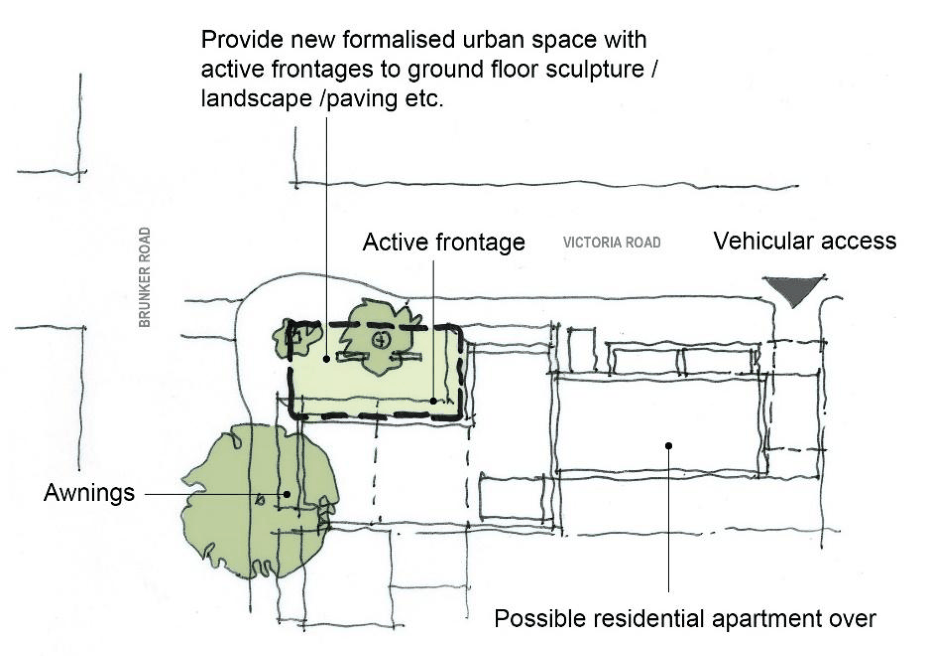 Provide new formalised urban space with
active frontages to ground floor sculpture /
landscape /paving etc.
BRUNKER ROAD
Active frontage
VICTORIA ROAD
Vehicular access
Awnings
Possible residential apartment over